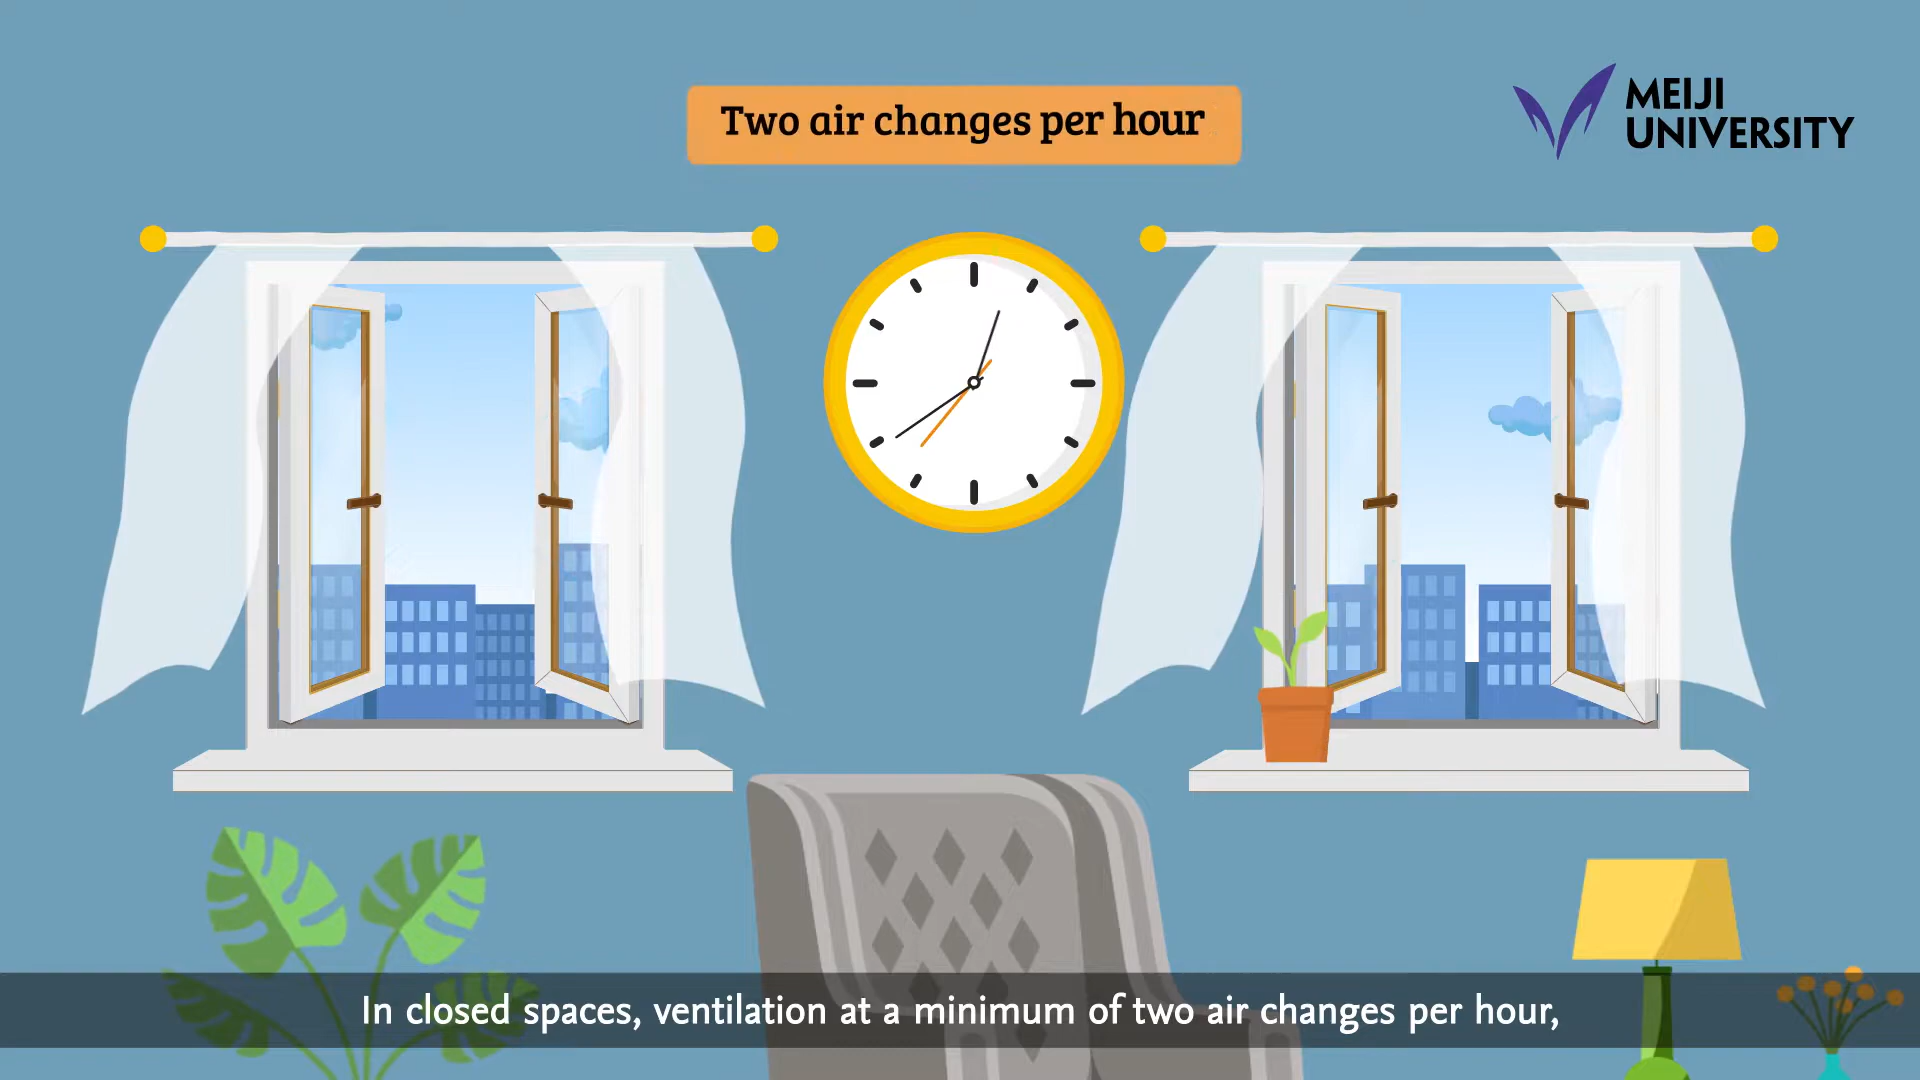 Two air changes per hour
MEIJI
UNIVERSITY
In closed spaces, ventilation at a minimum of two air changes per hour,